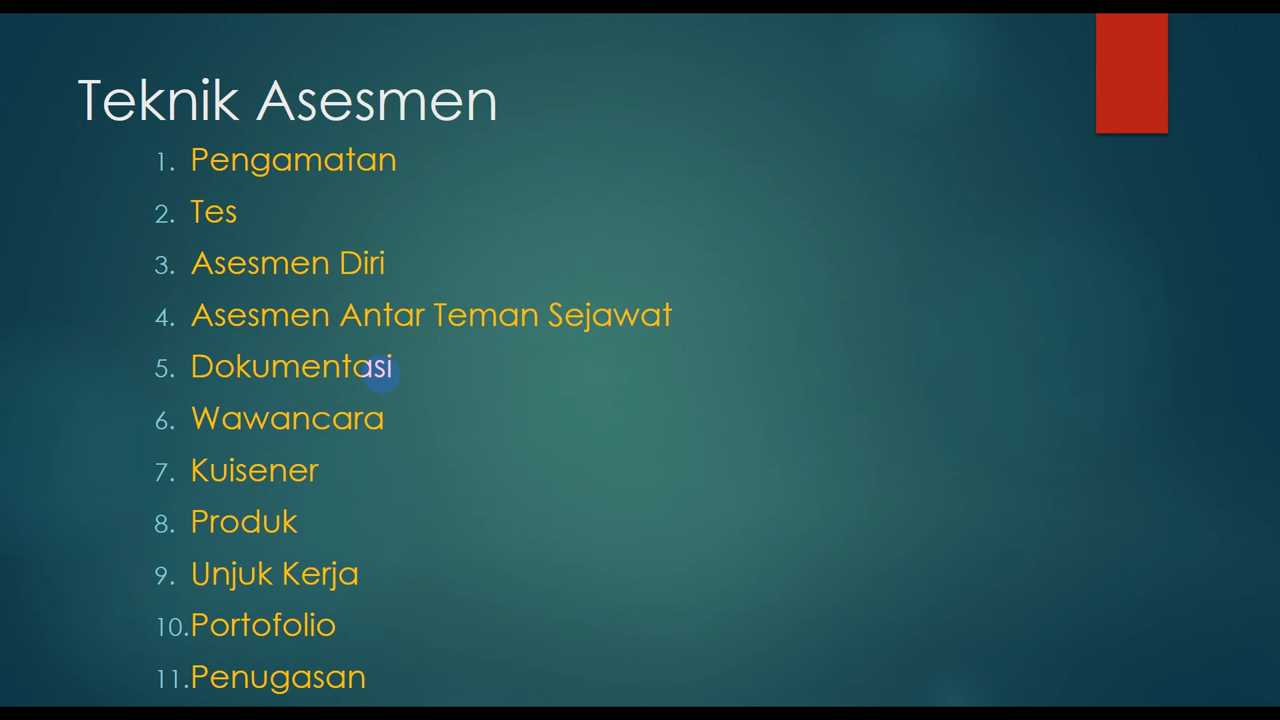 Teknik Asesmen
1. Pengamatan
2. Tes
3. Asesmen Diri
4. Asesmen Antar Teman Sejawat
5. Dokumentasi
6. Wawancara
7. Kuisener
8. Produk
9. Unjuk Kerja
10. Portofolio
11. Penugasan